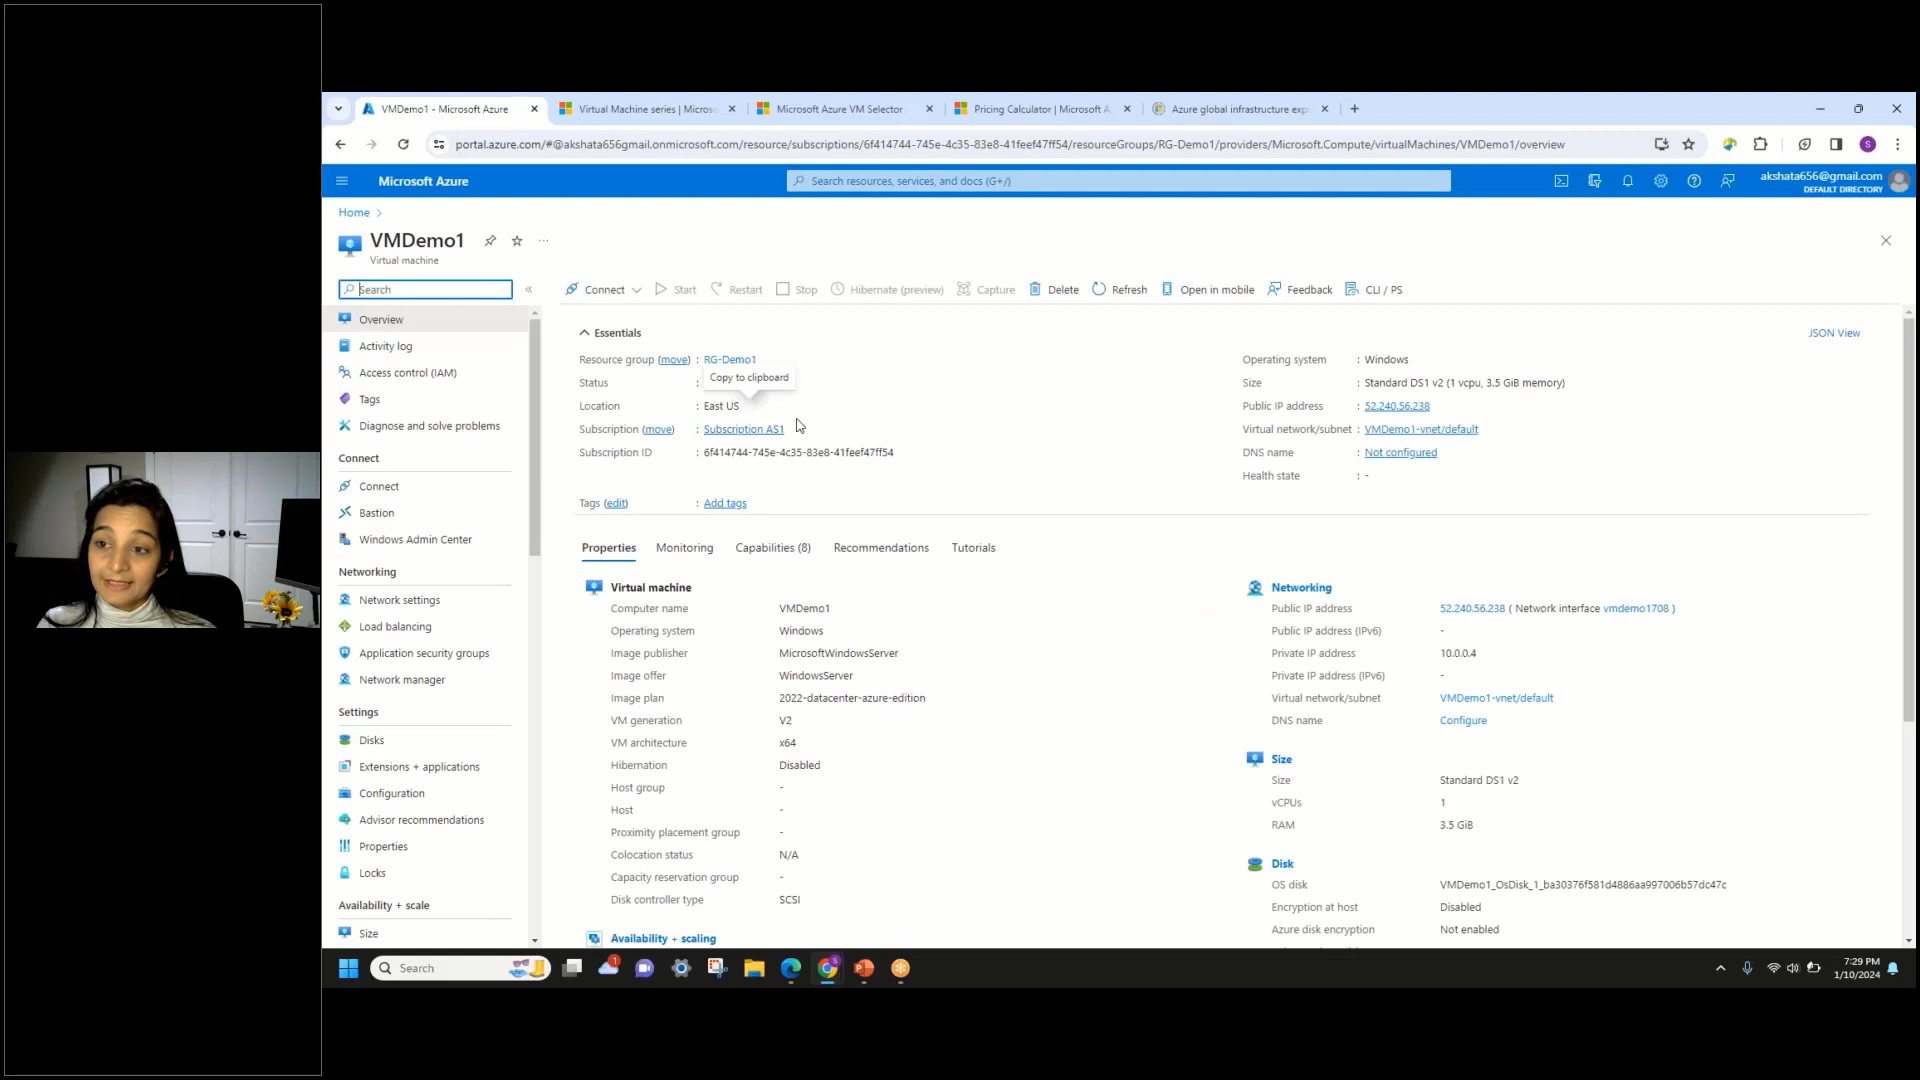 VMDemo1 - Microsoft Azure
Virtual Machine series | Micros
Microsoft Azure VM Selector
Pricing Calculator | Microsoft A
Azure global infrastructure exp
portal.azure.com/#@akshata656gmail.onmicrosoft.com/resource/subscriptions/6f414744-745e-4c35-83e8-41feef47ff54/resourceGroups/RG-Demo1/providers/Microsoft.Compute/virtualMachines/VMDemo1/overview
S
Microsoft Azure
Search resources, services, and docs (G+/)
akshata656@gmail.com
DEFAULT DIRECTORY
Home >
VMDemo1
Virtual machine
Search
Connect
Start
Restart
Stop
Hibernate (preview)
Capture
Delete
Refresh
Open in mobile
Feedback
CLI / PS
Overview
Activity log
Access control (IAM)
Tags
Diagnose and solve problems
Connect
Connect
Bastion
Windows Admin Center
Networking
Network settings
Load balancing
Application security groups
Network manager
Settings
Disks
Extensions + applications
Configuration
Advisor recommendations
Properties
Locks
Availability + scale
Size
Essentials
JSON View
Resource group (move) : RG-Demo1
Copy to clipboard
Status :
Location : East US
Subscription (move) : Subscription AS1
Subscription ID : 6f414744-745e-4c35-83e8-41feef47ff54
Tags (edit) : Add tags
Operating system : Windows
Size : Standard DS1 v2 (1 vcpu, 3.5 GiB memory)
Public IP address : 52.240.56.238
Virtual network/subnet : VMDemo1-vnet/default
DNS name : Not configured
Health state : -
Properties
Monitoring
Capabilities (8)
Recommendations
Tutorials
Virtual machine
Computer name VMDemo1
Operating system Windows
Image publisher MicrosoftWindowsServer
Image offer WindowsServer
Image plan 2022-datacenter-azure-edition
VM generation V2
VM architecture x64
Hibernation Disabled
Host group -
Host -
Proximity placement group -
Colocation status N/A
Capacity reservation group -
Disk controller type SCSI
Availability + scaling
Networking
Public IP address 52.240.56.238 ( Network interface vmdemo1708 )
Public IP address (IPv6) -
Private IP address 10.0.0.4
Private IP address (IPv6) -
Virtual network/subnet VMDemo1-vnet/default
DNS name Configure
Size
Size Standard DS1 v2
vCPUs 1
RAM 3.5 GiB
Disk
OS disk VMDemo1_OsDisk_1_ba30376f581d4886aa997006b57dc47c
Encryption at host Disabled
Azure disk encryption Not enabled
Search
1
7:29 PM
1/10/2024